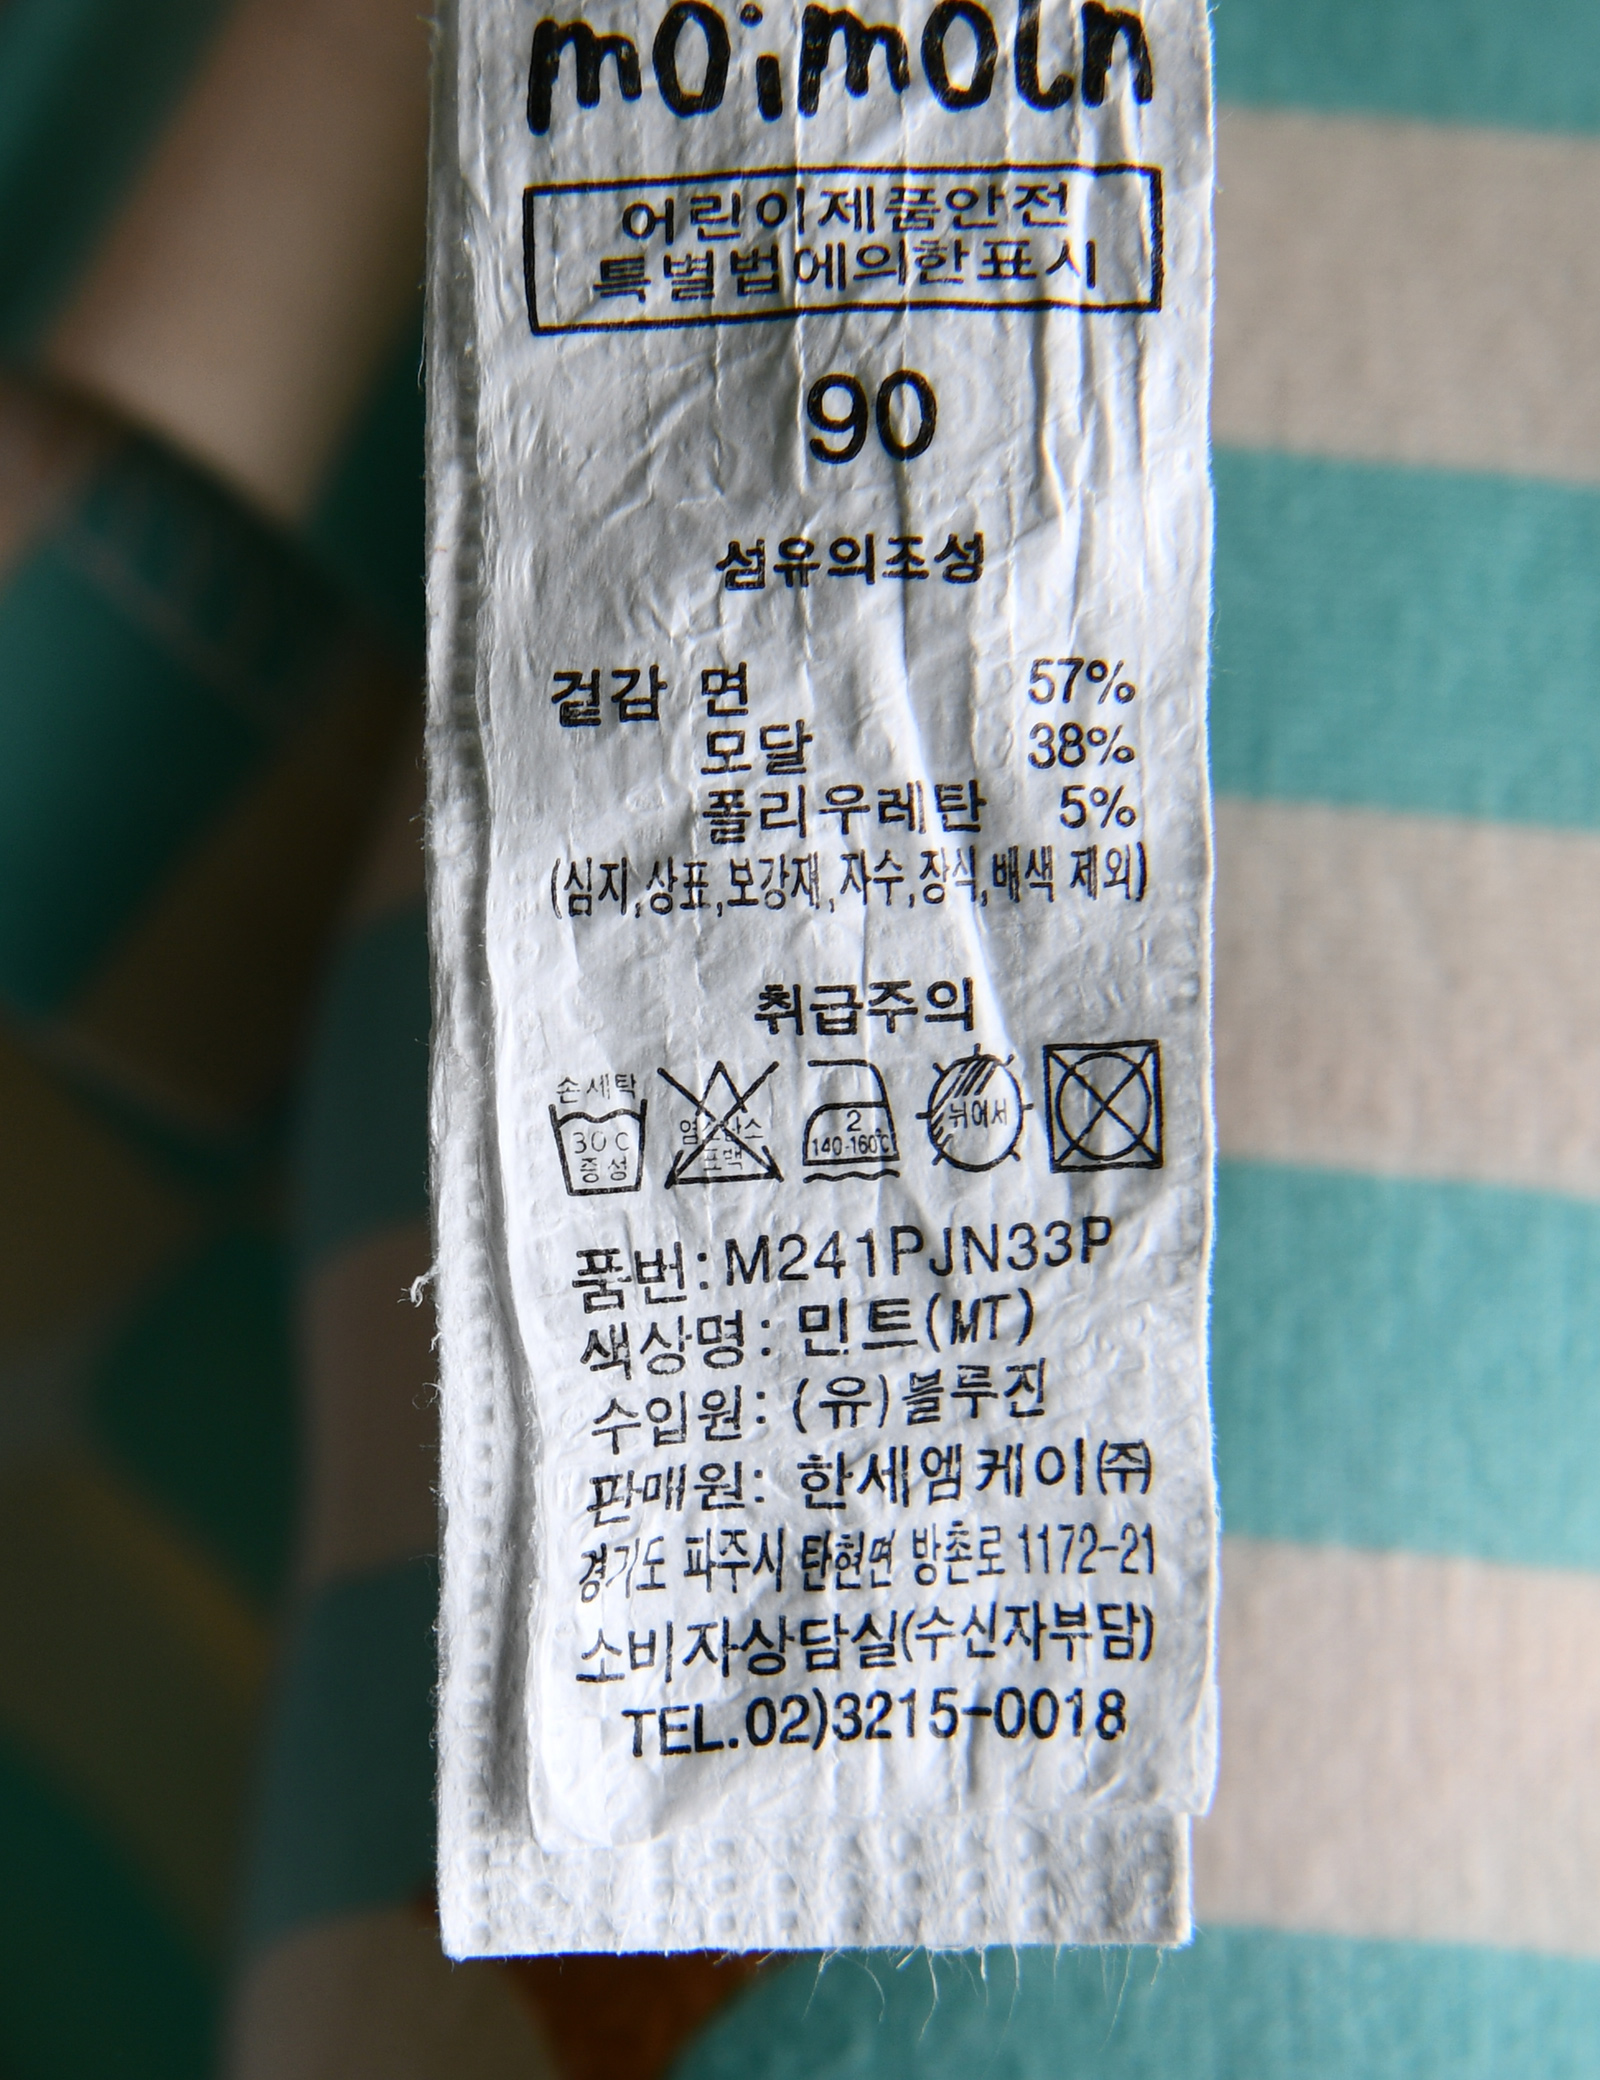 moimoln
어린이제품안전
특별법에의한표시
90
섬유의조성
겉감 면 57%
모달 38%
폴리우레탄 5%
(심지,상표,보강재,자수,장식,배색 제외)
취급주의
손세탁
30℃
중성
염소산소
표백
2
140-160℃
뉘어서
품번:M241PJN33P
색상명: 민트(MT)
수입원: (유)블루진
판매원: 한세엠케이㈜
경기도 파주시 탄현면 방촌로 1172-21
소비자상담실(수신자부담)
TEL.02)3215-0018